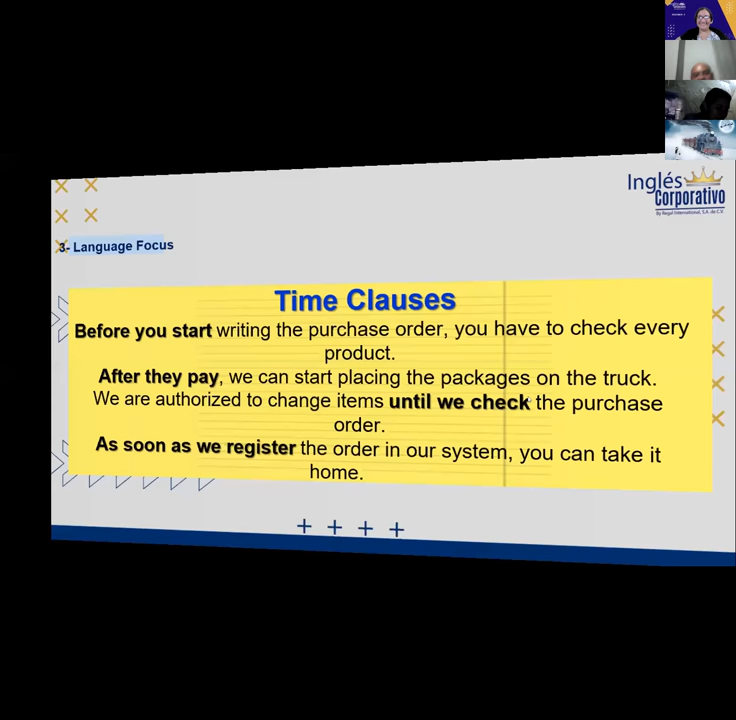 Inglés
Corporativo
By Regal International, S.A. de C.V.
3- Language Focus
Time Clauses
Before you start writing the purchase order, you have to check every
product.
After they pay, we can start placing the packages on the truck.
We are authorized to change items until we check the purchase
order.
As soon as we register the order in our system, you can take it
home.